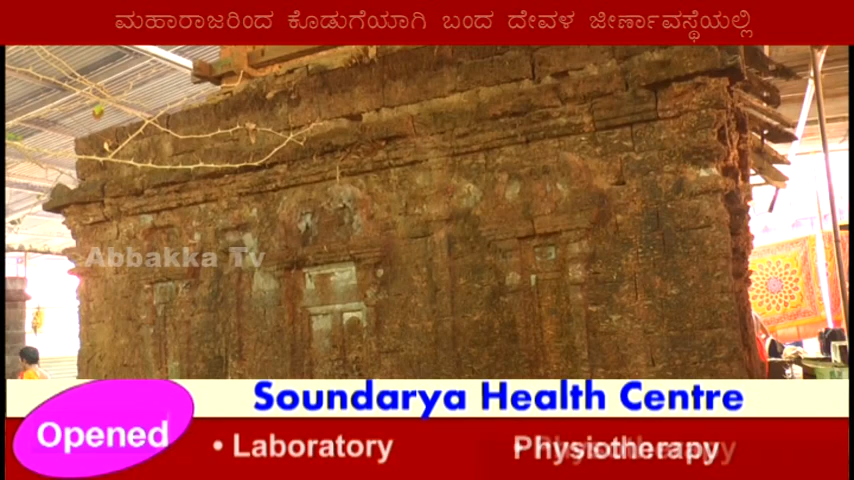 ಮಹಾರಾಜರಿಂದ ಕೊಡುಗೆಯಾಗಿ ಬಂದ ದೇವಳ ಜೀರ್ಣಾವಸ್ಥೆಯಲ್ಲಿ
Abbakka Tv
Soundarya Health Centre
Opened
• Laboratory
• Physiotherapy